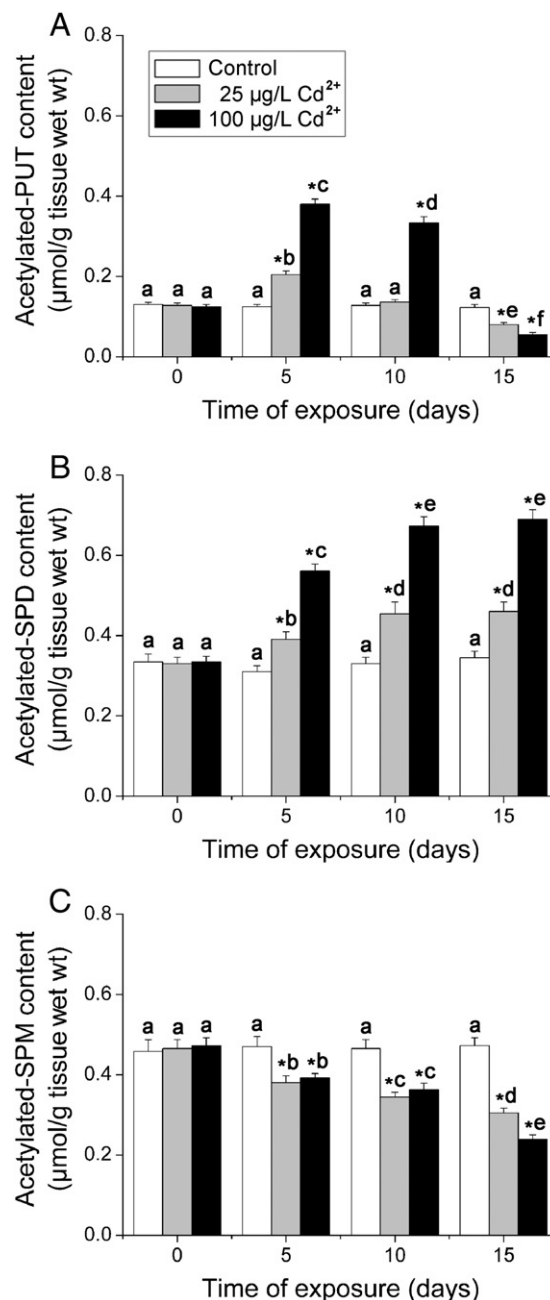 A
Acetylated-PUT content
(µmol/g tissue wet wt)
0.8
0.6
0.4
0.2
0.0
Control
25 µg/L Cd²⁺
100 µg/L Cd²⁺
a a a a *b *c a a *d a *e *f
0 5 10 15
Time of exposure (days)
B
Acetylated-SPD content
(µmol/g tissue wet wt)
0.8
0.6
0.4
0.2
0.0
a a a a *b *c a *d *e a *d *e
0 5 10 15
Time of exposure (days)
C
Acetylated-SPM content
(µmol/g tissue wet wt)
0.8
0.6
0.4
0.2
0.0
a a a a *b *b a *c *c a *d *e
0 5 10 15
Time of exposure (days)